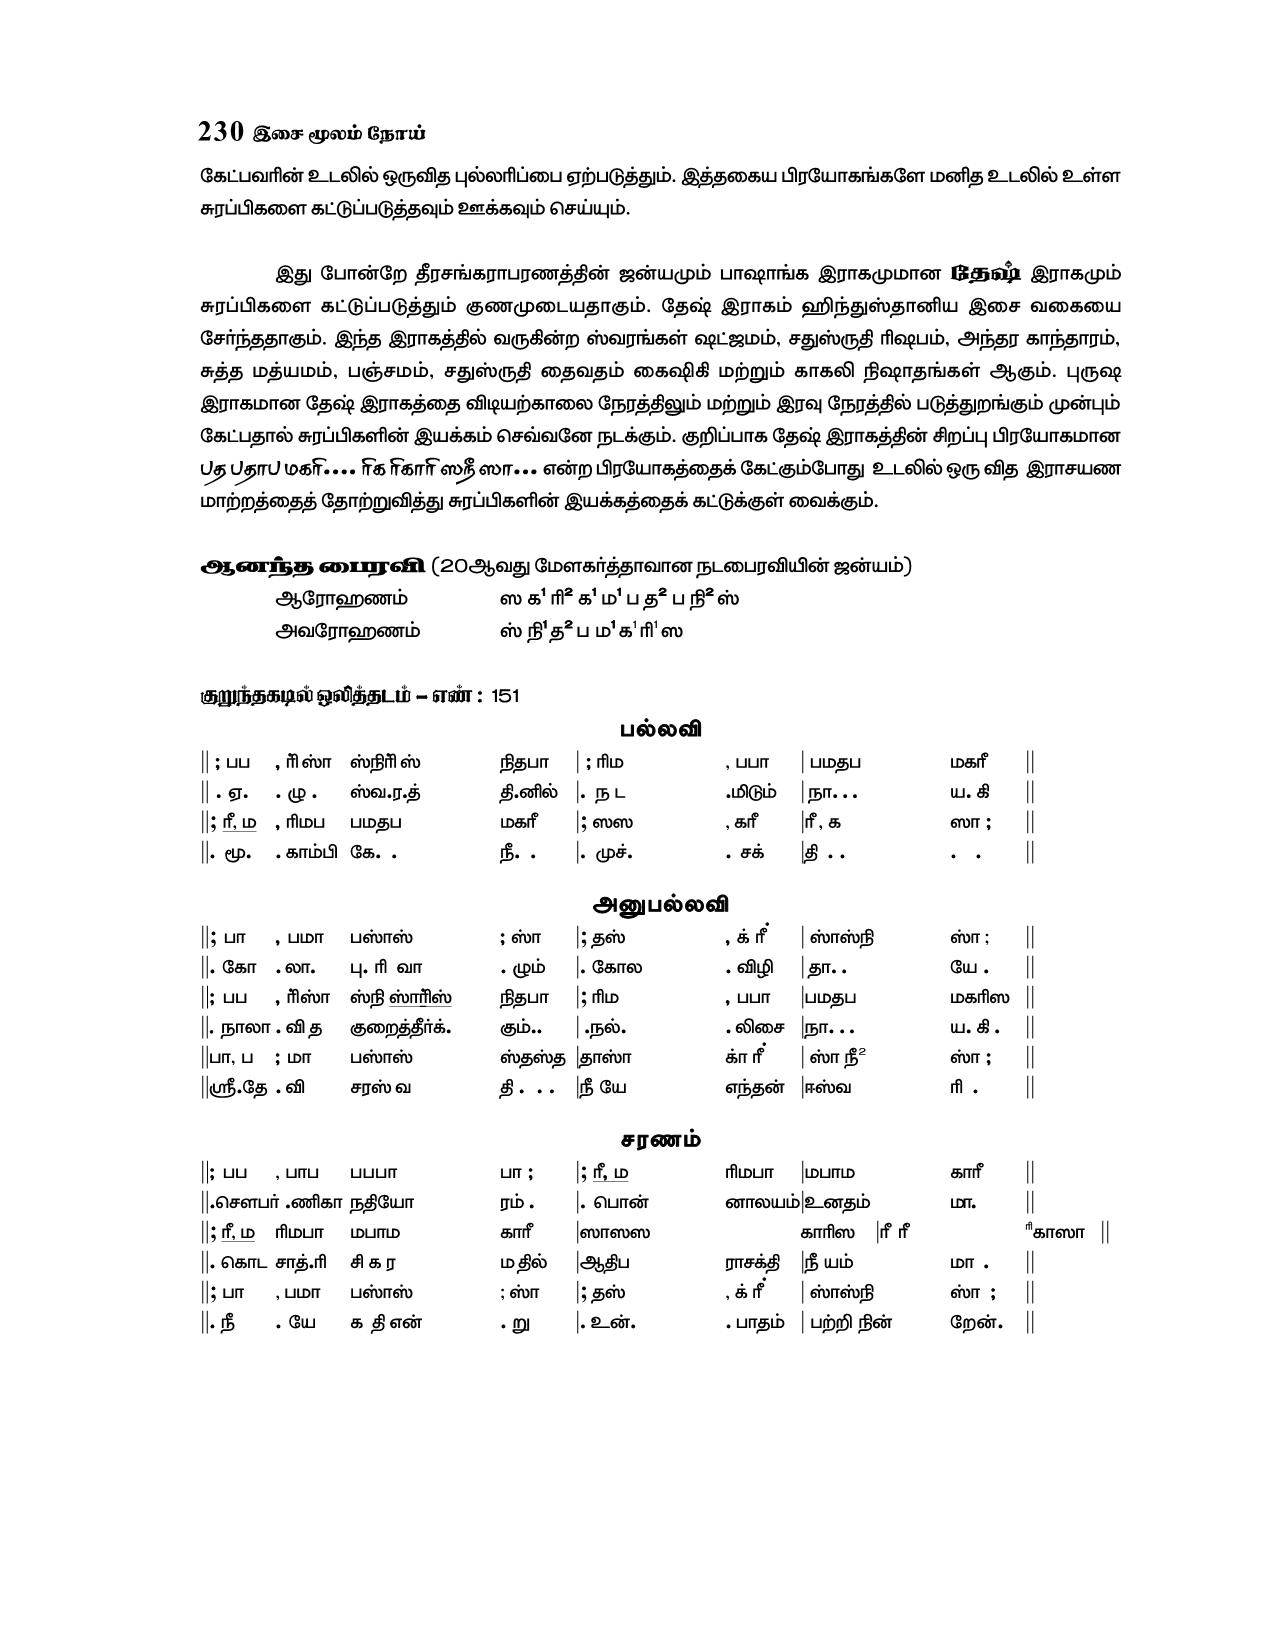 230 இசை மூலம் நோய்
கேட்பவரின் உடலில் ஒருவித புல்லரிப்பை ஏற்படுத்தும். இத்தகைய பிரயோகங்களே மனித உடலில் உள்ள
சுரப்பிகளை கட்டுப்படுத்தவும் ஊக்கவும் செய்யும்.
இது போன்றே தீரசங்கராபரணத்தின் ஜன்யமும் பாஷாங்க இராகமுமான தேஷ் இராகமும்
சுரப்பிகளை கட்டுப்படுத்தும் குணமுடையதாகும். தேஷ் இராகம் ஹிந்துஸ்தானிய இசை வகையை
சேர்ந்ததாகும். இந்த இராகத்தில் வருகின்ற ஸ்வரங்கள் ஷட்ஜமம், சதுஸ்ருதி ரிஷபம், அந்தர காந்தாரம்,
சுத்த மத்யமம், பஞ்சமம், சதுஸ்ருதி தைவதம் கைஷிகி மற்றும் காகலி நிஷாதங்கள் ஆகும். புருஷ
இராகமான தேஷ் இராகத்தை விடியற்காலை நேரத்திலும் மற்றும் இரவு நேரத்தில் படுத்துறங்கும் முன்பும்
கேட்பதால் சுரப்பிகளின் இயக்கம் செவ்வனே நடக்கும். குறிப்பாக தேஷ் இராகத்தின் சிறப்பு பிரயோகமான
பத பதாப மகரி.... ரிக ரிகாரி ஸநீ ஸா... என்ற பிரயோகத்தைக் கேட்கும்போது உடலில் ஒரு வித இராசயண
மாற்றத்தைத் தோற்றுவித்து சுரப்பிகளின் இயக்கத்தைக் கட்டுக்குள் வைக்கும்.
ஆனந்த பைரவி (20ஆவது மேளகர்த்தாவான நடபைரவியின் ஜன்யம்)
ஆரோஹணம் ஸ க¹ ரி² க¹ ம¹ ப த² ப நி² ஸ்
அவரோஹணம் ஸ் நி¹ த² ப ம¹ க¹ ரி¹ ஸ
குறுந்தகடில் ஒலித்தடம் – எண் : 151
பல்லவி
|| ; பப , ரிஸ்ா ஸ்நிரிஸ் நிதபா | ; ரிம , பபா | பமதப மகரீ ||
|| . ஏ. . ழு . ஸ்வ.ர.த் தி.னில் |. ந ட .மிடும் | நா. . . ய. கி ||
||; ரீ, ம , ரிமப பமதப மகரீ |; ஸஸ , கரீ |ரீ , க ஸா ; ||
||. மூ. . காம்பி கே. . நீ. . |. முச். . சக் |தி . . . . ||
அனுபல்லவி
||; பா , பமா பஸ்ாஸ் ; ஸ்ா |; தஸ் , க் ரீ | ஸ்ாஸ்நி ஸ்ா ; ||
||. கோ . லா. பு. ரி வா . ழும் |. கோல . விழி | தா. . யே . ||
||; பப , ரிஸ்ா ஸ்நி ஸ்ாரிஸ் நிதபா |; ரிம , பபா |பமதப மகரிஸ ||
||. நாலா . வி த குறைத்தீர்க். கும்.. | .நல். . லிசை |நா. . . ய. கி . ||
||பா, ப ; மா பஸ்ாஸ் ஸ்தஸ்த |தாஸ்ா க்ா ரீ | ஸ்ா நீ² ஸ்ா ; ||
||ஸ்ரீ.தே . வி சரஸ் வ தி . . . |நீ யே எந்தன் |ஈஸ்வ ரி . ||
சரணம்
||; பப , பாப பபபா பா ; |; ரீ, ம ரிமபா |மபாம காரீ ||
||.சௌபர் .ணிகா நதியோ ரம் . |. பொன் னாலயம்|உனதம் மா. ||
||; ரீ, ம ரிமபா மபாம காரீ |ஸாஸஸ காரிஸ |ரீ ரீ ரிகாஸா ||
||. கொட சாத்.ரி சி க ர ம தில் |ஆதிப ராசக்தி |நீ யம் மா . ||
||; பா , பமா பஸ்ாஸ் ; ஸ்ா |; தஸ் , க் ரீ | ஸ்ாஸ்நி ஸ்ா ; ||
||. நீ . யே க தி என் . று |. உன். . பாதம் | பற்றி நின் றேன். ||